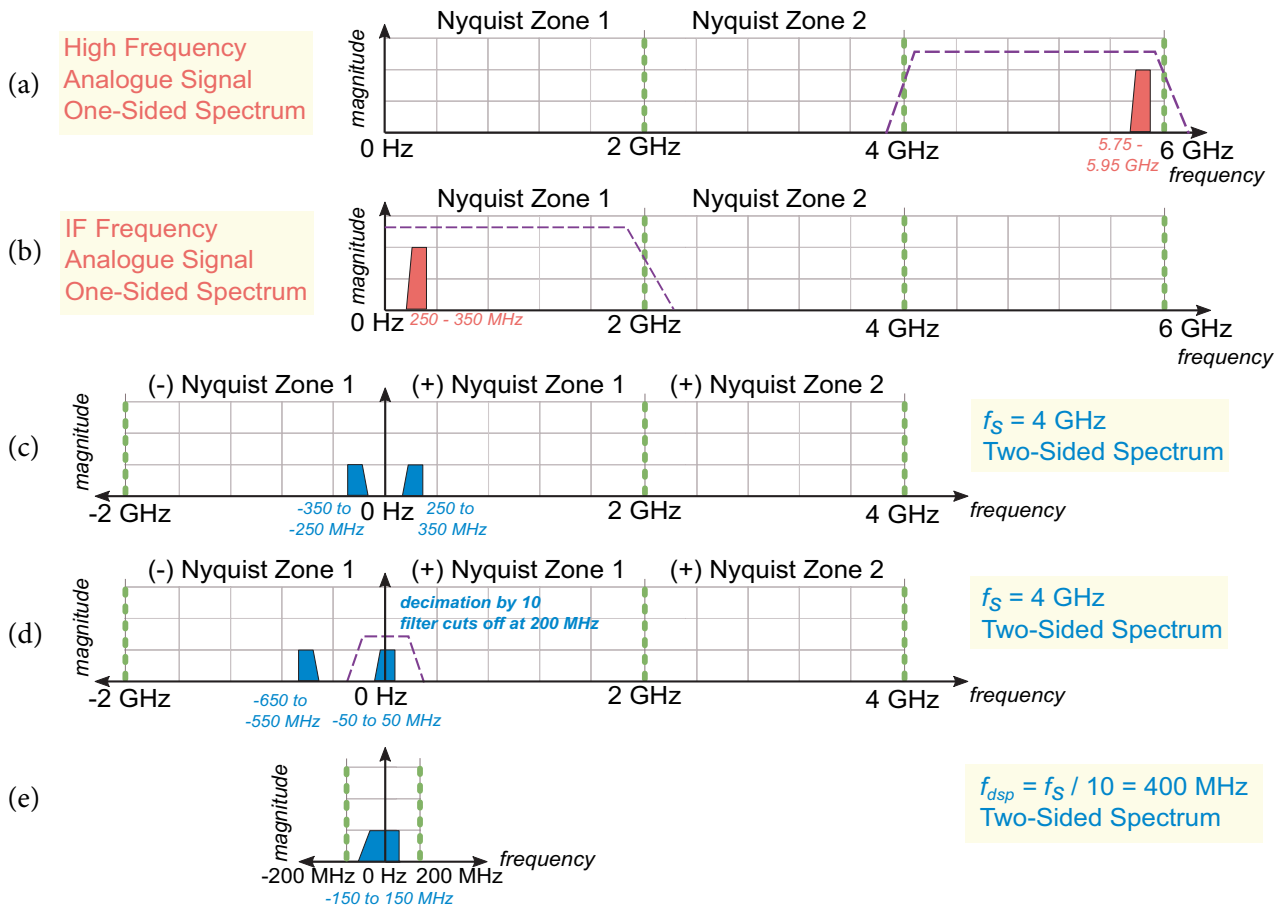 Nyquist Zone 1
Nyquist Zone 2
(a)
High Frequency
Analogue Signal
One-Sided Spectrum
magnitude
0 Hz
2 GHz
4 GHz
5.75 -
5.95 GHz
6 GHz
frequency
Nyquist Zone 1
Nyquist Zone 2
(b)
IF Frequency
Analogue Signal
One-Sided Spectrum
magnitude
0 Hz
250 - 350 MHz
2 GHz
4 GHz
6 GHz
frequency
(-) Nyquist Zone 1
(+) Nyquist Zone 1
(+) Nyquist Zone 2
(c)
magnitude
-2 GHz
-350 to
-250 MHz
0 Hz
250 to
350 MHz
2 GHz
4 GHz
frequency
fS = 4 GHz
Two-Sided Spectrum
(-) Nyquist Zone 1
(+) Nyquist Zone 1
(+) Nyquist Zone 2
(d)
magnitude
decimation by 10
filter cuts off at 200 MHz
-2 GHz
-650 to
-550 MHz
0 Hz
-50 to 50 MHz
2 GHz
4 GHz
frequency
fS = 4 GHz
Two-Sided Spectrum
(e)
magnitude
-200 MHz
0 Hz
200 MHz
frequency
-150 to 150 MHz
fdsp = fS / 10 = 400 MHz
Two-Sided Spectrum